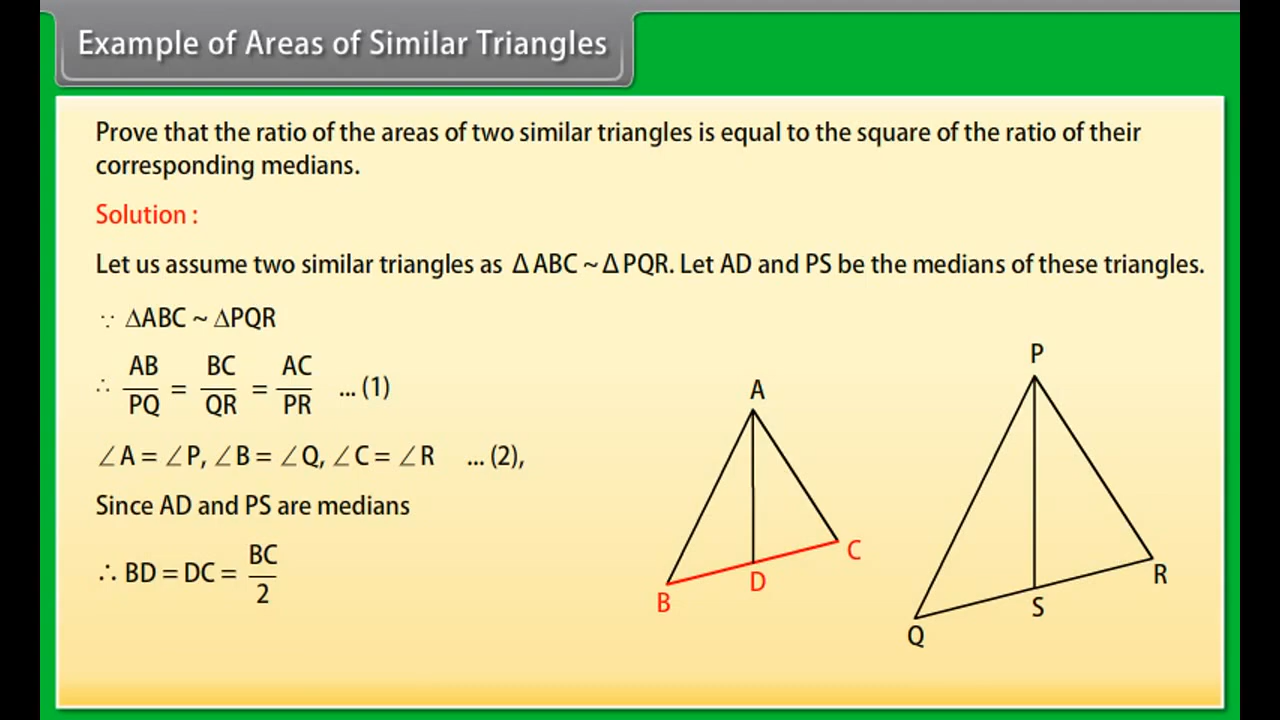 Example of Areas of Similar Triangles
Prove that the ratio of the areas of two similar triangles is equal to the square of the ratio of their
corresponding medians.
Solution :
Let us assume two similar triangles as Δ ABC ~ Δ PQR. Let AD and PS be the medians of these triangles.
∵ ΔABC ~ ΔPQR
∴ AB/PQ = BC/QR = AC/PR ... (1)
∠A = ∠P, ∠B = ∠Q, ∠C = ∠R ... (2),
Since AD and PS are medians
∴ BD = DC = BC/2
A
B
D
C
P
Q
S
R